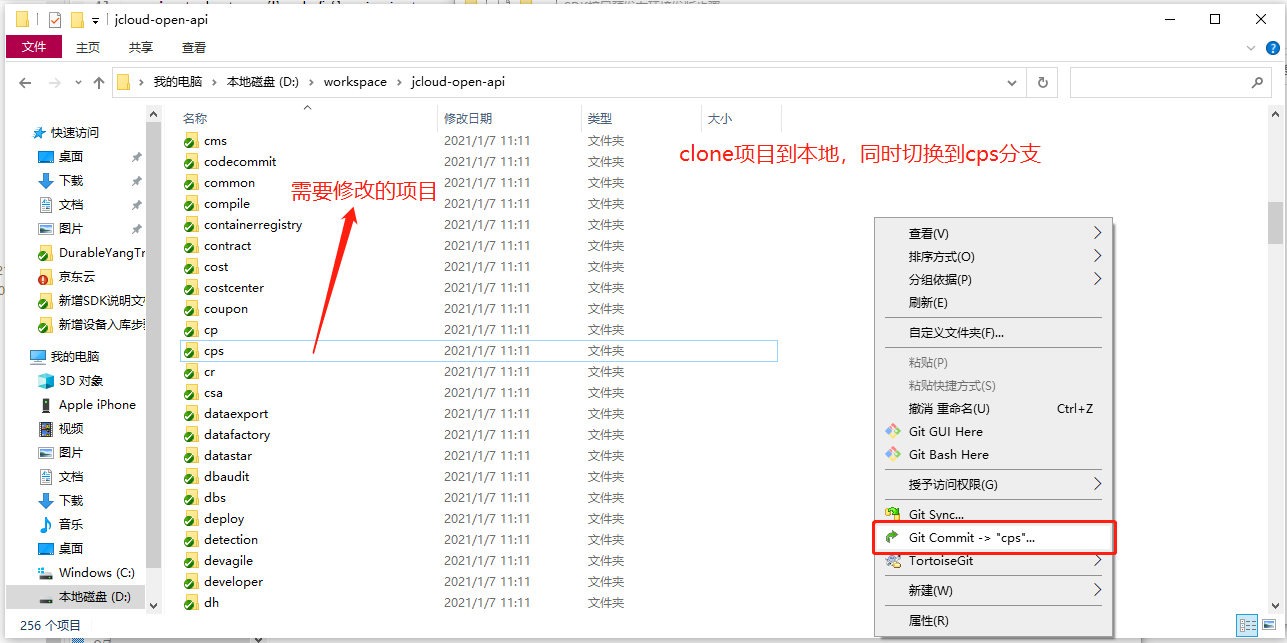 jcloud-open-api
文件 主页 共享 查看
我的电脑 本地磁盘 (D:) workspace jcloud-open-api
名称 修改日期 类型 大小
快速访问
桌面
下载
文档
图片
DurableYangTr
京东云
新增SDK说明文
新增设备入库步
我的电脑
3D 对象
Apple iPhone
视频
图片
文档
下载
音乐
桌面
Windows (C:)
本地磁盘 (D:)
cms 2021/1/7 11:11 文件夹
codecommit 2021/1/7 11:11 文件夹
common 2021/1/7 11:11 文件夹
compile 2021/1/7 11:11 文件夹
containerregistry 2021/1/7 11:11 文件夹
contract 2021/1/7 11:11 文件夹
cost 2021/1/7 11:11 文件夹
costcenter 2021/1/7 11:11 文件夹
coupon 2021/1/7 11:11 文件夹
cp 2021/1/7 11:11 文件夹
cps 2021/1/7 11:11 文件夹
cr 2021/1/7 11:11 文件夹
csa 2021/1/7 11:11 文件夹
dataexport 2021/1/7 11:11 文件夹
datafactory 2021/1/7 11:11 文件夹
datastar 2021/1/7 11:11 文件夹
dbaudit 2021/1/7 11:11 文件夹
dbs 2021/1/7 11:11 文件夹
deploy 2021/1/7 11:11 文件夹
detection 2021/1/7 11:11 文件夹
devagile 2021/1/7 11:11 文件夹
developer 2021/1/7 11:11 文件夹
dh 2021/1/7 11:11 文件夹
需要修改的项目
clone项目到本地，同时切换到cps分支
查看(V)
排序方式(O)
分组依据(P)
刷新(E)
自定义文件夹(F)...
粘贴(P)
粘贴快捷方式(S)
撤消 重命名(U) Ctrl+Z
Git GUI Here
Git Bash Here
授予访问权限(G)
Git Sync...
Git Commit -> "cps"...
TortoiseGit
新建(W)
属性(R)
256 个项目